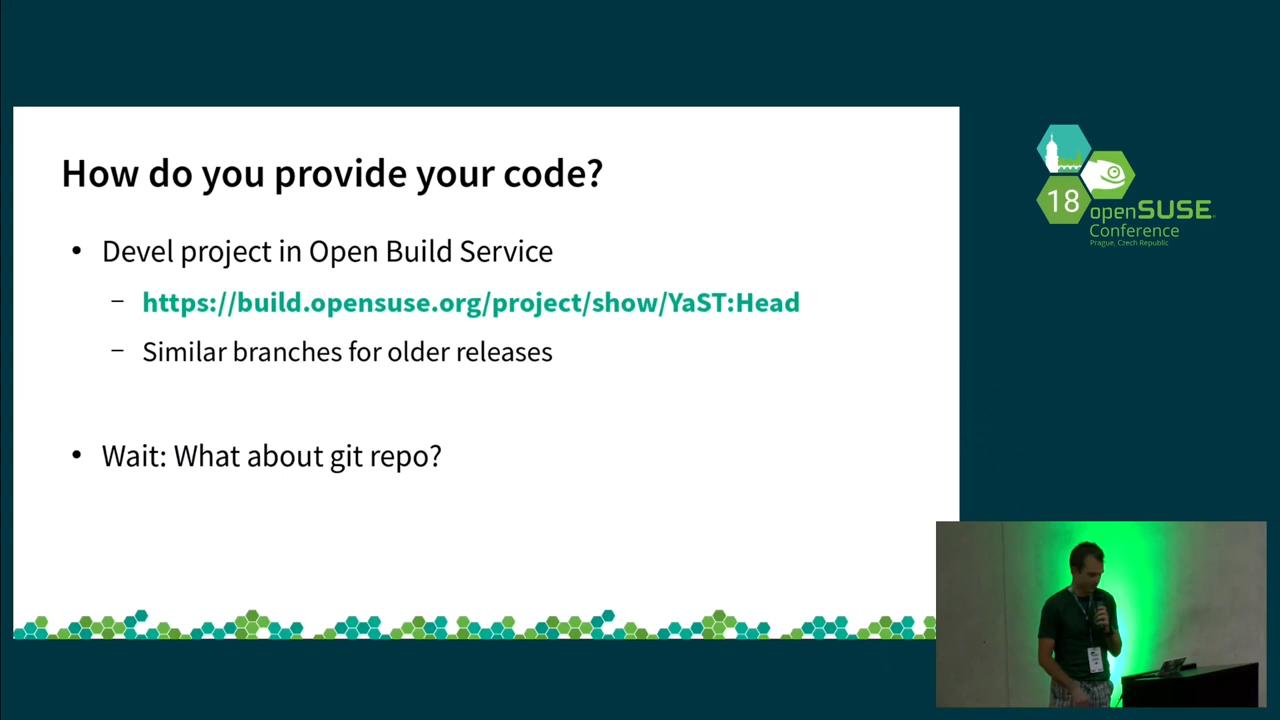 How do you provide your code?
• Devel project in Open Build Service
– https://build.opensuse.org/project/show/YaST:Head
– Similar branches for older releases
• Wait: What about git repo?
18
openSUSE
Conference
Prague, Czech Republic